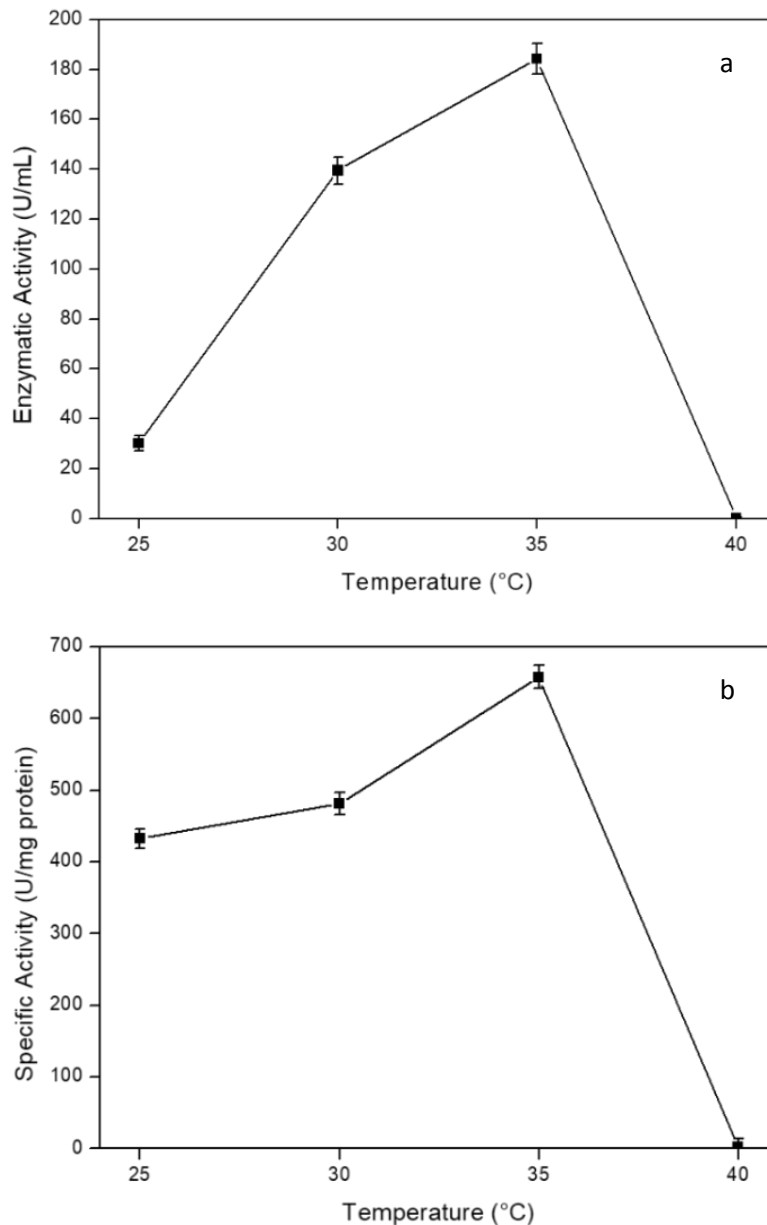 a
Enzymatic Activity (U/mL)
200
180
160
140
120
100
80
60
40
20
0
25 30 35 40
Temperature (°C)
b
Specific Activity (U/mg protein)
700
600
500
400
300
200
100
0
25 30 35 40
Temperature (°C)